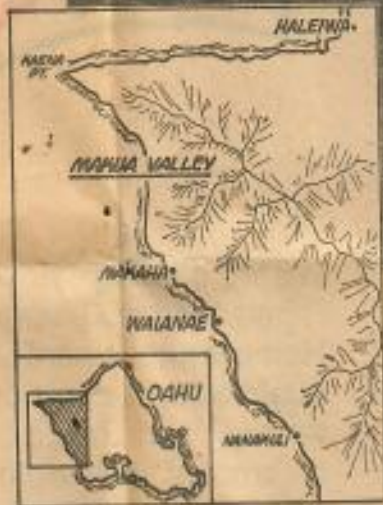 HALEIWA
KAENA
PT.
MAKUA VALLEY
MAKAHA
WAIANAE
OAHU
NANAKULI